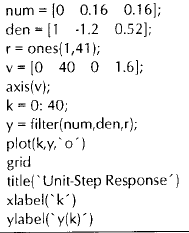 num = [0   0.16   0.16];
den = [1   -1.2   0.52];
r = ones(1,41);
v = [0   40   0   1.6];
axis(v);
k = 0: 40;
y = filter(num,den,r);
plot(k,y,`o´)
grid
title(`Unit-Step Response´)
xlabel(`k´)
ylabel(`y(k)´)